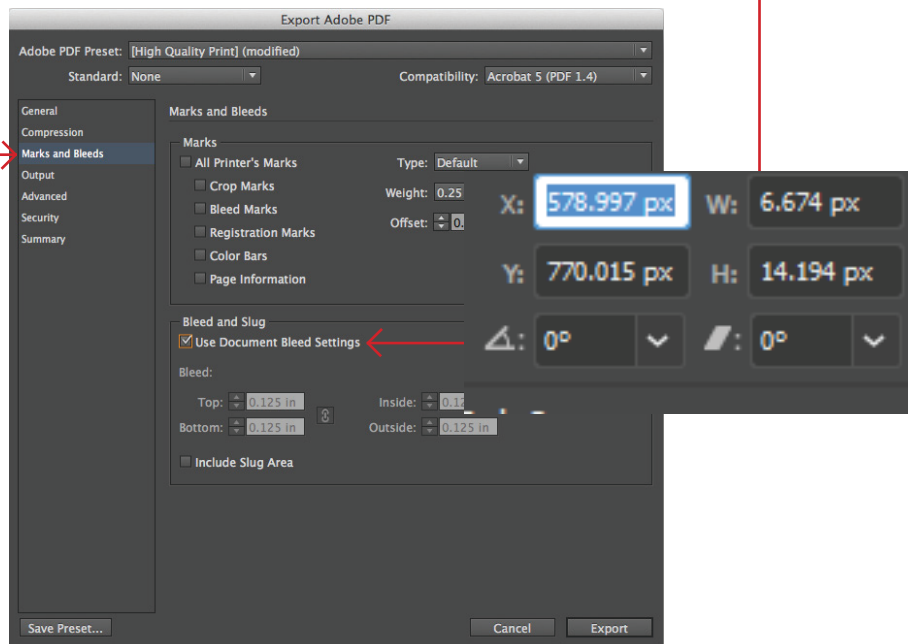 Export Adobe PDF
Adobe PDF Preset: [High Quality Print] (modified)
Standard: None Compatibility: Acrobat 5 (PDF 1.4)
General
Compression
Marks and Bleeds
Output
Advanced
Security
Summary
Marks and Bleeds
Marks
All Printer's Marks
Crop Marks
Bleed Marks
Registration Marks
Color Bars
Page Information
Type: Default
Weight: 0.25
Offset: 0.
X: 578.997 px W: 6.674 px
Y: 770.015 px H: 14.194 px
0° 0°
Bleed and Slug
Use Document Bleed Settings
Bleed:
Top: 0.125 in Inside: 0.12
Bottom: 0.125 in Outside: 0.125 in
Include Slug Area
Save Preset... Cancel Export